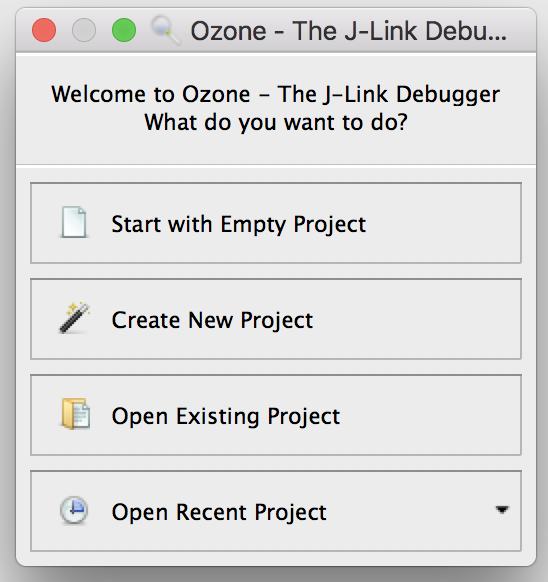 Ozone - The J-Link Debu...
Welcome to Ozone - The J-Link Debugger
What do you want to do?
Start with Empty Project
Create New Project
Open Existing Project
Open Recent Project